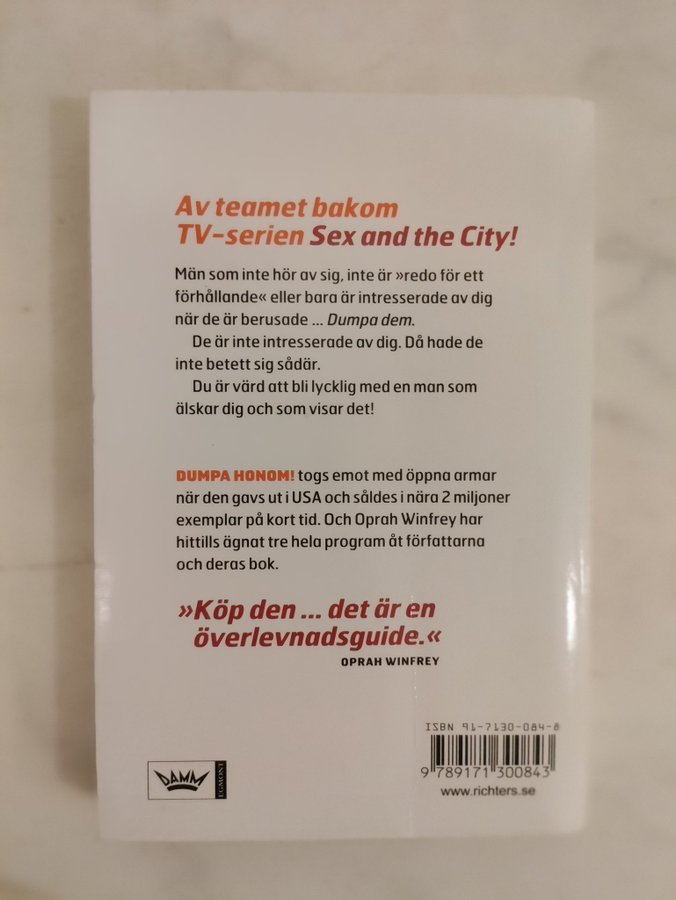 Av teamet bakom
TV-serien Sex and the City!
Män som inte hör av sig, inte är »redo för ett
förhållande« eller bara är intresserade av dig
när de är berusade ... Dumpa dem.
De är inte intresserade av dig. Då hade de
inte betett sig sådär.
Du är värd att bli lycklig med en man som
älskar dig och som visar det!
DUMPA HONOM! togs emot med öppna armar
när den gavs ut i USA och såldes i nära 2 miljoner
exemplar på kort tid. Och Oprah Winfrey har
hittills ägnat tre hela program åt författarna
och deras bok.
»Köp den ... det är en
överlevnadsguide.«
OPRAH WINFREY
ISBN 91-7130-084-8
9 789171 300843
www.richters.se
DAMM
EGMONT